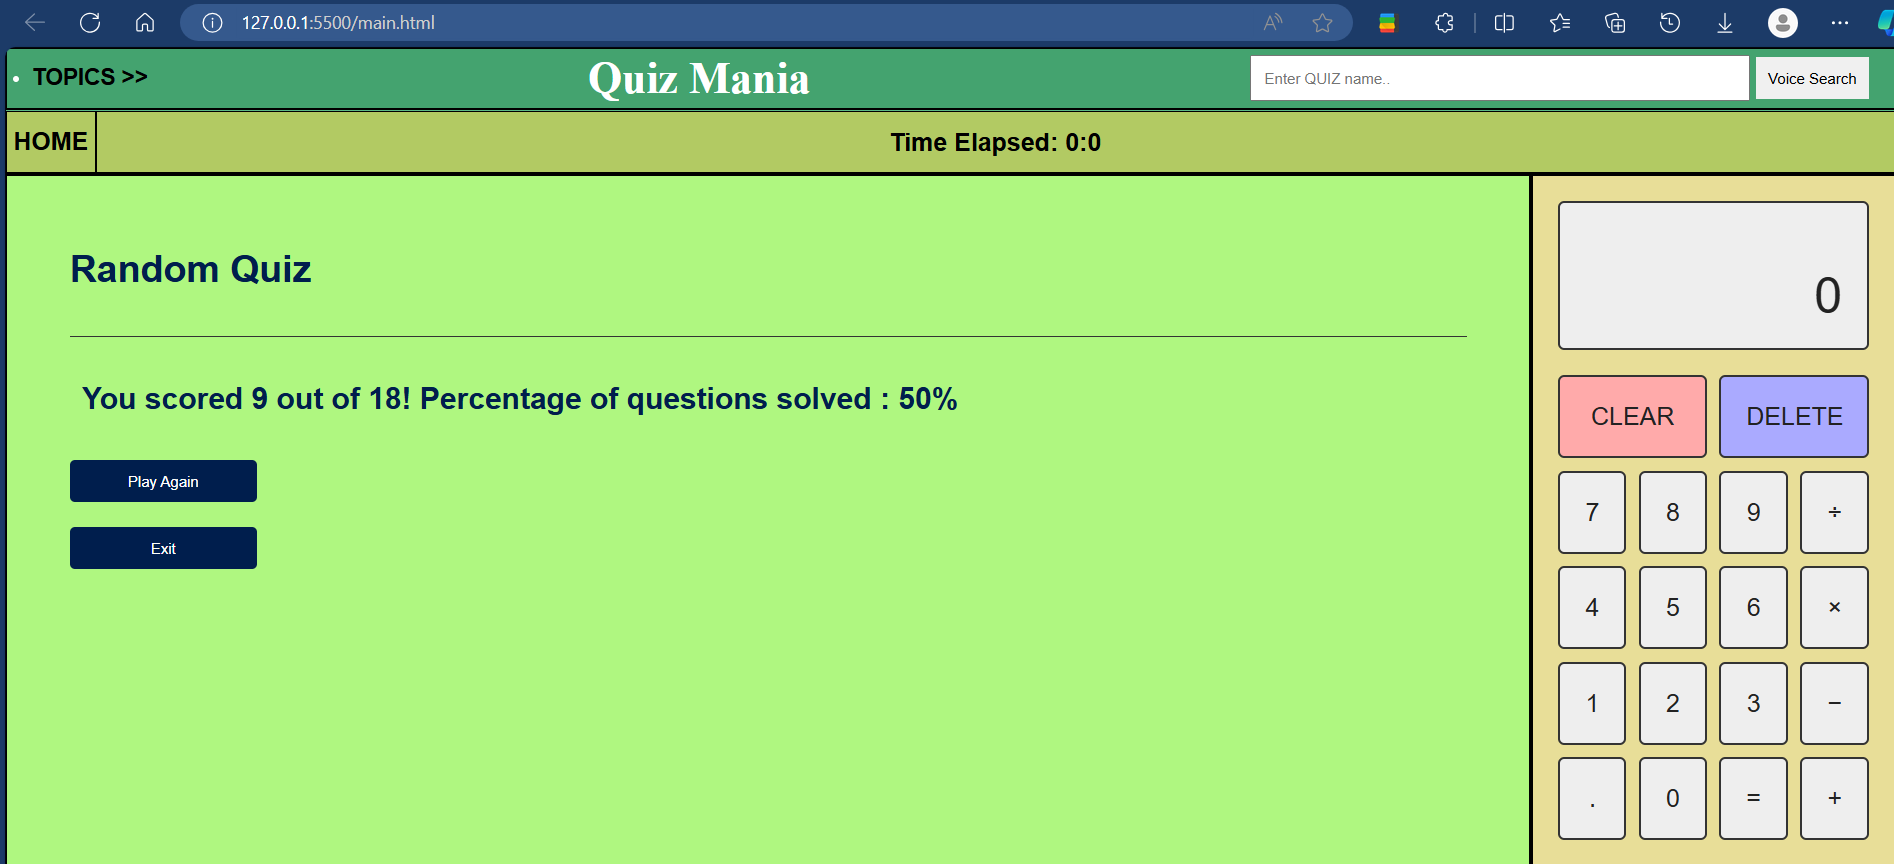 127.0.0.1:5500/main.html
• TOPICS >>
Quiz Mania
Enter QUIZ name..
Voice Search
HOME
Time Elapsed: 0:0
Random Quiz
You scored 9 out of 18! Percentage of questions solved : 50%
Play Again
Exit
0
CLEAR DELETE
7 8 9 ÷
4 5 6 ×
1 2 3 −
. 0 = +